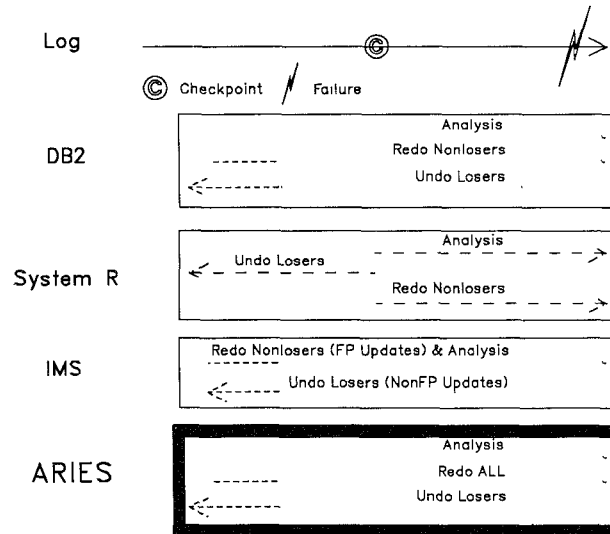 Log
C
C Checkpoint Failure
DB2
Analysis
Redo Nonlosers
Undo Losers
System R
Analysis
Undo Losers
Redo Nonlosers
IMS
Redo Nonlosers (FP Updates) & Analysis
Undo Losers (NonFP Updates)
ARIES
Analysis
Redo ALL
Undo Losers